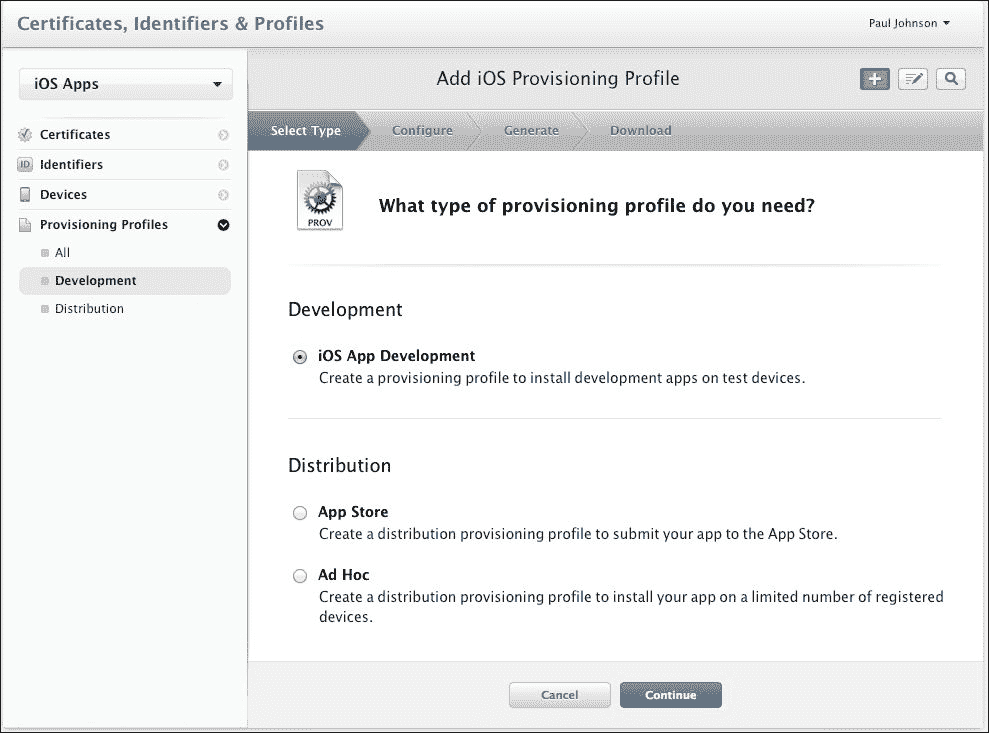 Certificates, Identifiers & Profiles
Paul Johnson
iOS Apps
Add iOS Provisioning Profile
Select Type
Configure
Generate
Download
Certificates
ID Identifiers
Devices
Provisioning Profiles
All
Development
Distribution
PROV
What type of provisioning profile do you need?
Development
iOS App Development
Create a provisioning profile to install development apps on test devices.
Distribution
App Store
Create a distribution provisioning profile to submit your app to the App Store.
Ad Hoc
Create a distribution provisioning profile to install your app on a limited number of registered
devices.
Cancel
Continue